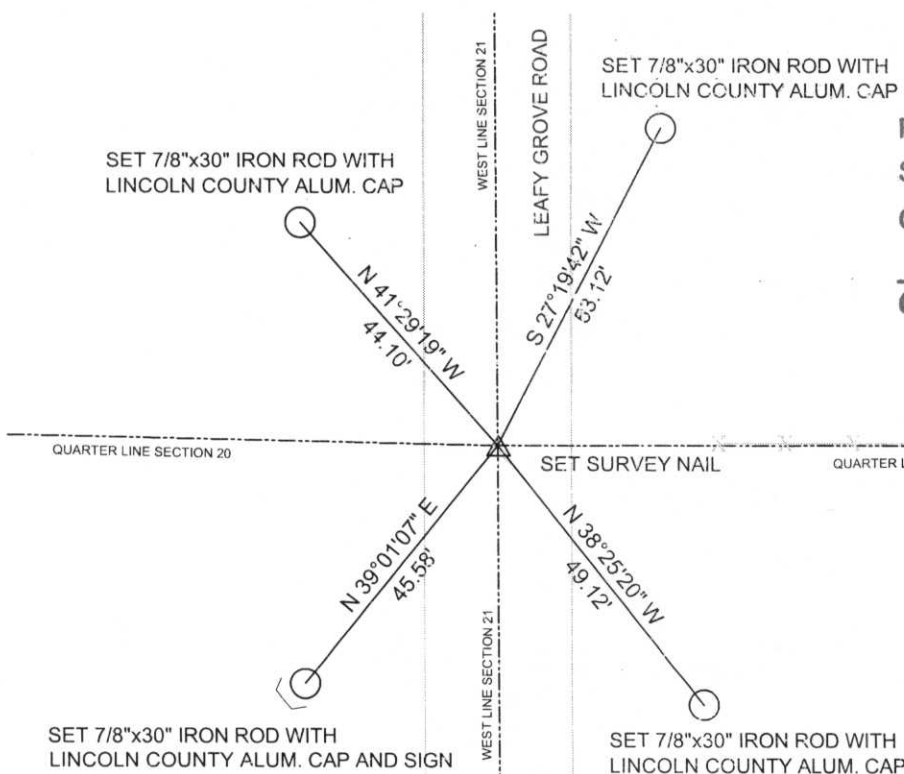 WEST LINE SECTION 21
LEAFY GROVE ROAD
SET 7/8"x30" IRON ROD WITH
LINCOLN COUNTY ALUM. CAP
SET 7/8"x30" IRON ROD WITH
LINCOLN COUNTY ALUM. CAP
N 41°29'19" W
44.10'
S 27°19'42" W
53.12'
QUARTER LINE SECTION 20
SET SURVEY NAIL
QUARTER
N 39°01'07" E
45.58'
N 38°25'20" W
49.12'
WEST LINE SECTION 21
SET 7/8"x30" IRON ROD WITH
LINCOLN COUNTY ALUM. CAP AND SIGN
SET 7/8"x30" IRON ROD WITH
LINCOLN COUNTY ALUM. CAP